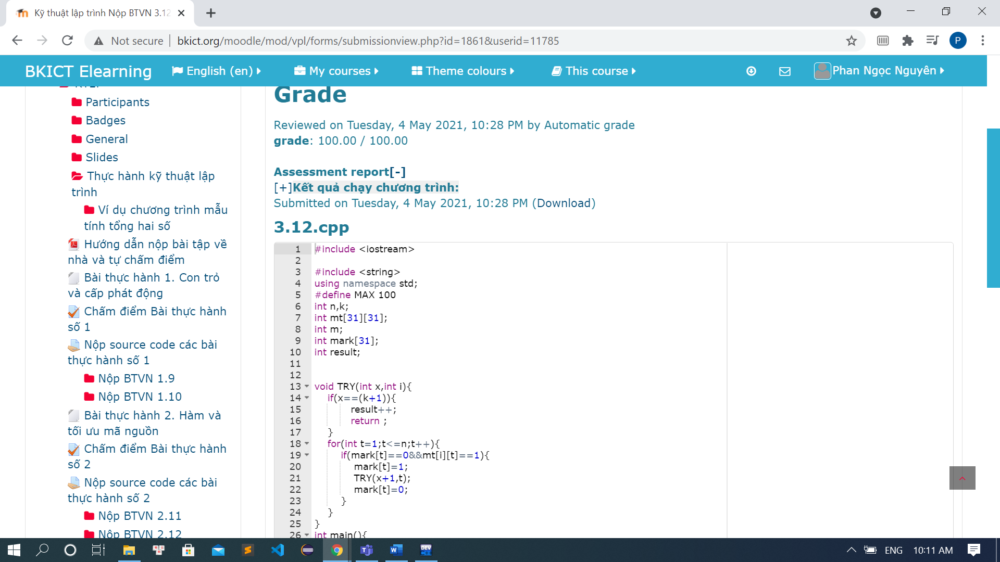 Kỹ thuật lập trình Nộp BTVN 3.12
Not secure
bkict.org/moodle/mod/vpl/forms/submissionview.php?id=1861&userid=11785
P
BKICT Elearning
English (en)
My courses
Theme colours
This course
Phan Ngọc Nguyên
Participants
Badges
General
Slides
Thực hành kỹ thuật lập
trình
Ví dụ chương trình mẫu
tính tổng hai số
Hướng dẫn nộp bài tập về
nhà và tự chấm điểm
Bài thực hành 1. Con trỏ
và cấp phát động
Chấm điểm Bài thực hành
số 1
Nộp source code các bài
thực hành số 1
Nộp BTVN 1.9
Nộp BTVN 1.10
Bài thực hành 2. Hàm và
tối ưu mã nguồn
Chấm điểm Bài thực hành
số 2
Nộp source code các bài
thực hành số 2
Nộp BTVN 2.11
Nộp BTVN 2.12
Grade
Reviewed on Tuesday, 4 May 2021, 10:28 PM by Automatic grade
grade: 100.00 / 100.00
Assessment report[-]
[+]Kết quả chạy chương trình:
Submitted on Tuesday, 4 May 2021, 10:28 PM (Download)
3.12.cpp
1 #include <iostream>
2
3 #include <string>
4 using namespace std;
5 #define MAX 100
6 int n,k;
7 int mt[31][31];
8 int m;
9 int mark[31];
10 int result;
11
12
13 void TRY(int x,int i){
14 if(x==(k+1)){
15 result++;
16 return ;
17 }
18 for(int t=1;t<=n;t++){
19 if(mark[t]==0&&mt[i][t]==1){
20 mark[t]=1;
21 TRY(x+1,t);
22 mark[t]=0;
23 }
24 }
25 }
26 int main(){
ENG
10:11 AM